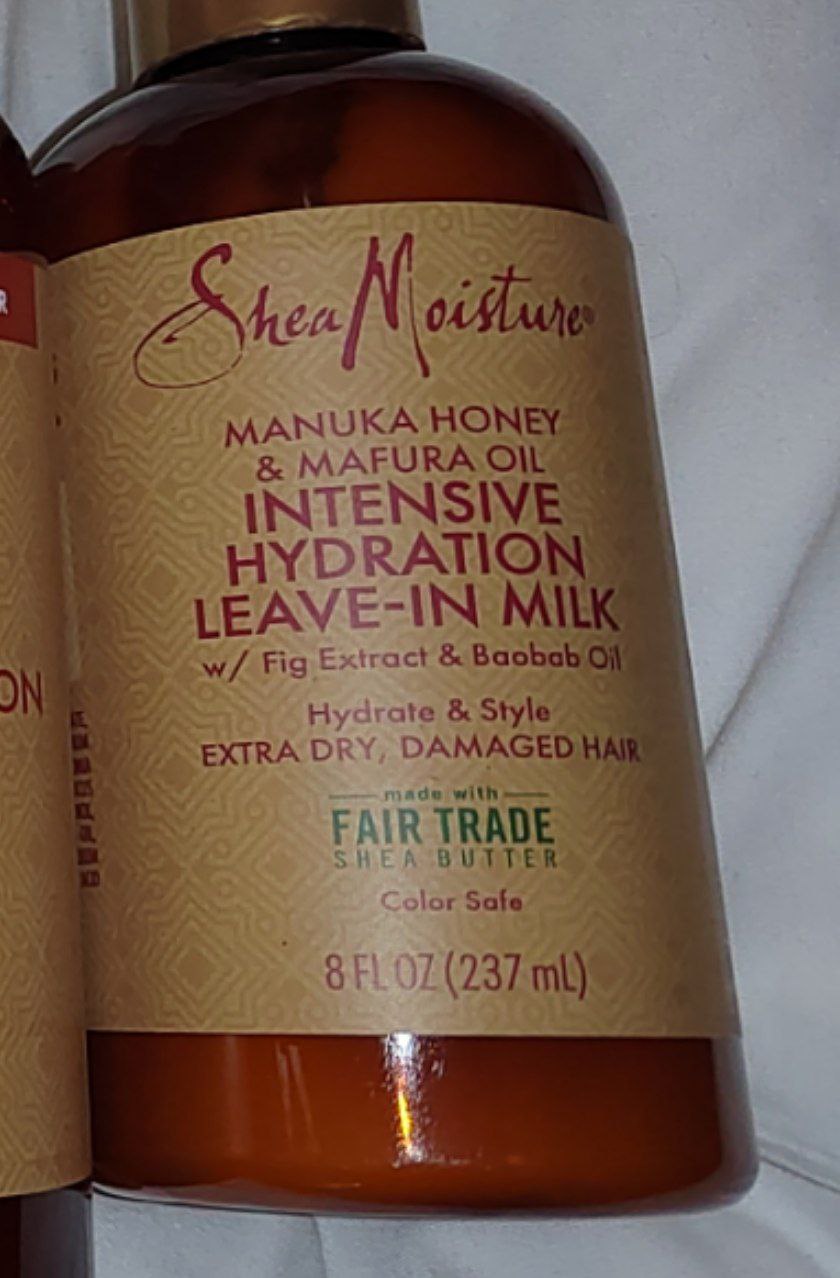 SheaMoisture®
MANUKA HONEY
& MAFURA OIL
INTENSIVE
HYDRATION
LEAVE-IN MILK
w/ Fig Extract & Baobab Oil
Hydrate & Style
EXTRA DRY, DAMAGED HAIR
made with
FAIR TRADE
SHEA BUTTER
Color Safe
8 FL OZ (237 mL)
R
ON